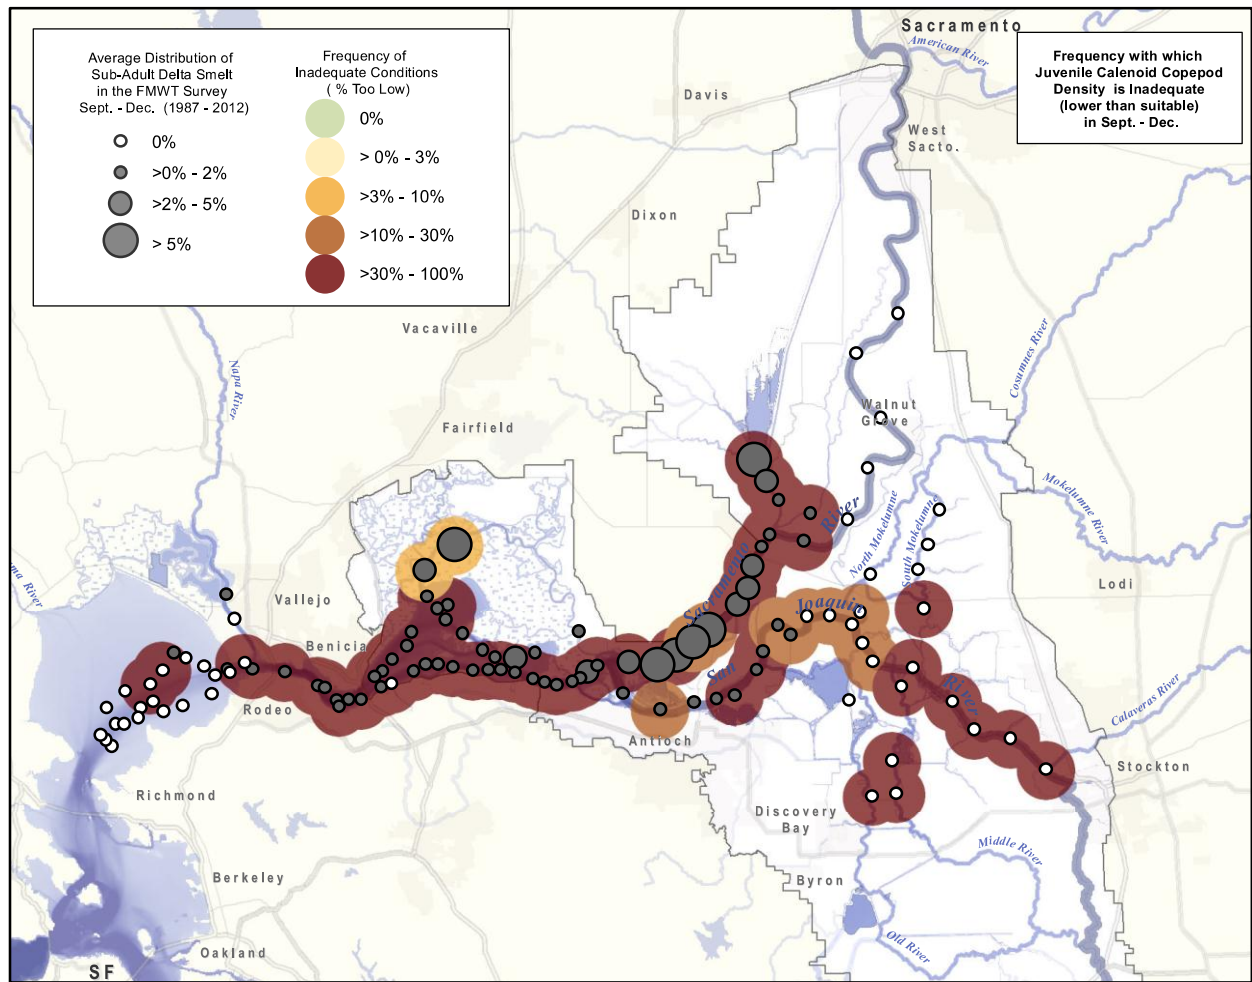 Average Distribution of
Sub-Adult Delta Smelt
in the FMWT Survey
Sept. - Dec. (1987 - 2012)
0%
>0% - 2%
>2% - 5%
> 5%
Frequency of
Inadequate Conditions
( % Too Low)
0%
> 0% - 3%
>3% - 10%
>10% - 30%
>30% - 100%
Frequency with which
Juvenile Calenoid Copepod
Density is Inadequate
(lower than suitable)
in Sept. - Dec.
Sacramento
American River
Davis
West
Sacto.
Dixon
Vacaville
Napa River
Cosumnes River
Walnut
Grove
Fairfield
Mokelumne River
River
North Mokelumne
South Mokelumne
Sacramento
Lodi
ma River
Vallejo
Joaquin
Benicia
San
River
Rodeo
Calaveras River
Antioch
Stockton
Richmond
Discovery
Bay
Middle River
Berkeley
Byron
Old River
Oakland
SF